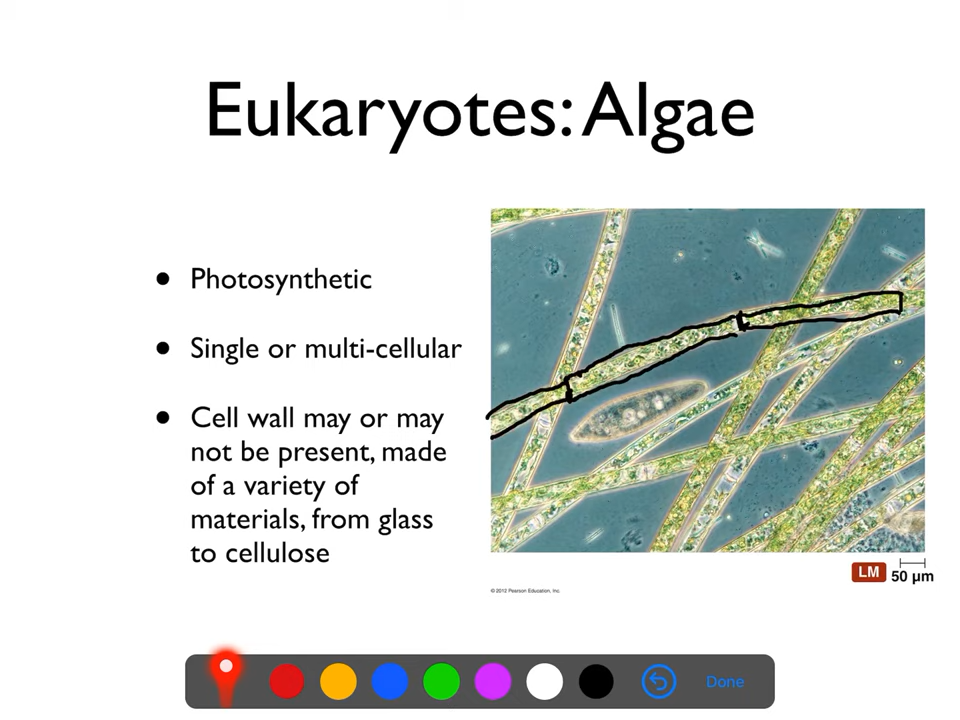 Eukaryotes: Algae
• Photosynthetic
• Single or multi-cellular
• Cell wall may or may
not be present, made
of a variety of
materials, from glass
to cellulose
LM 50 µm
© 2012 Pearson Education, Inc.
Done